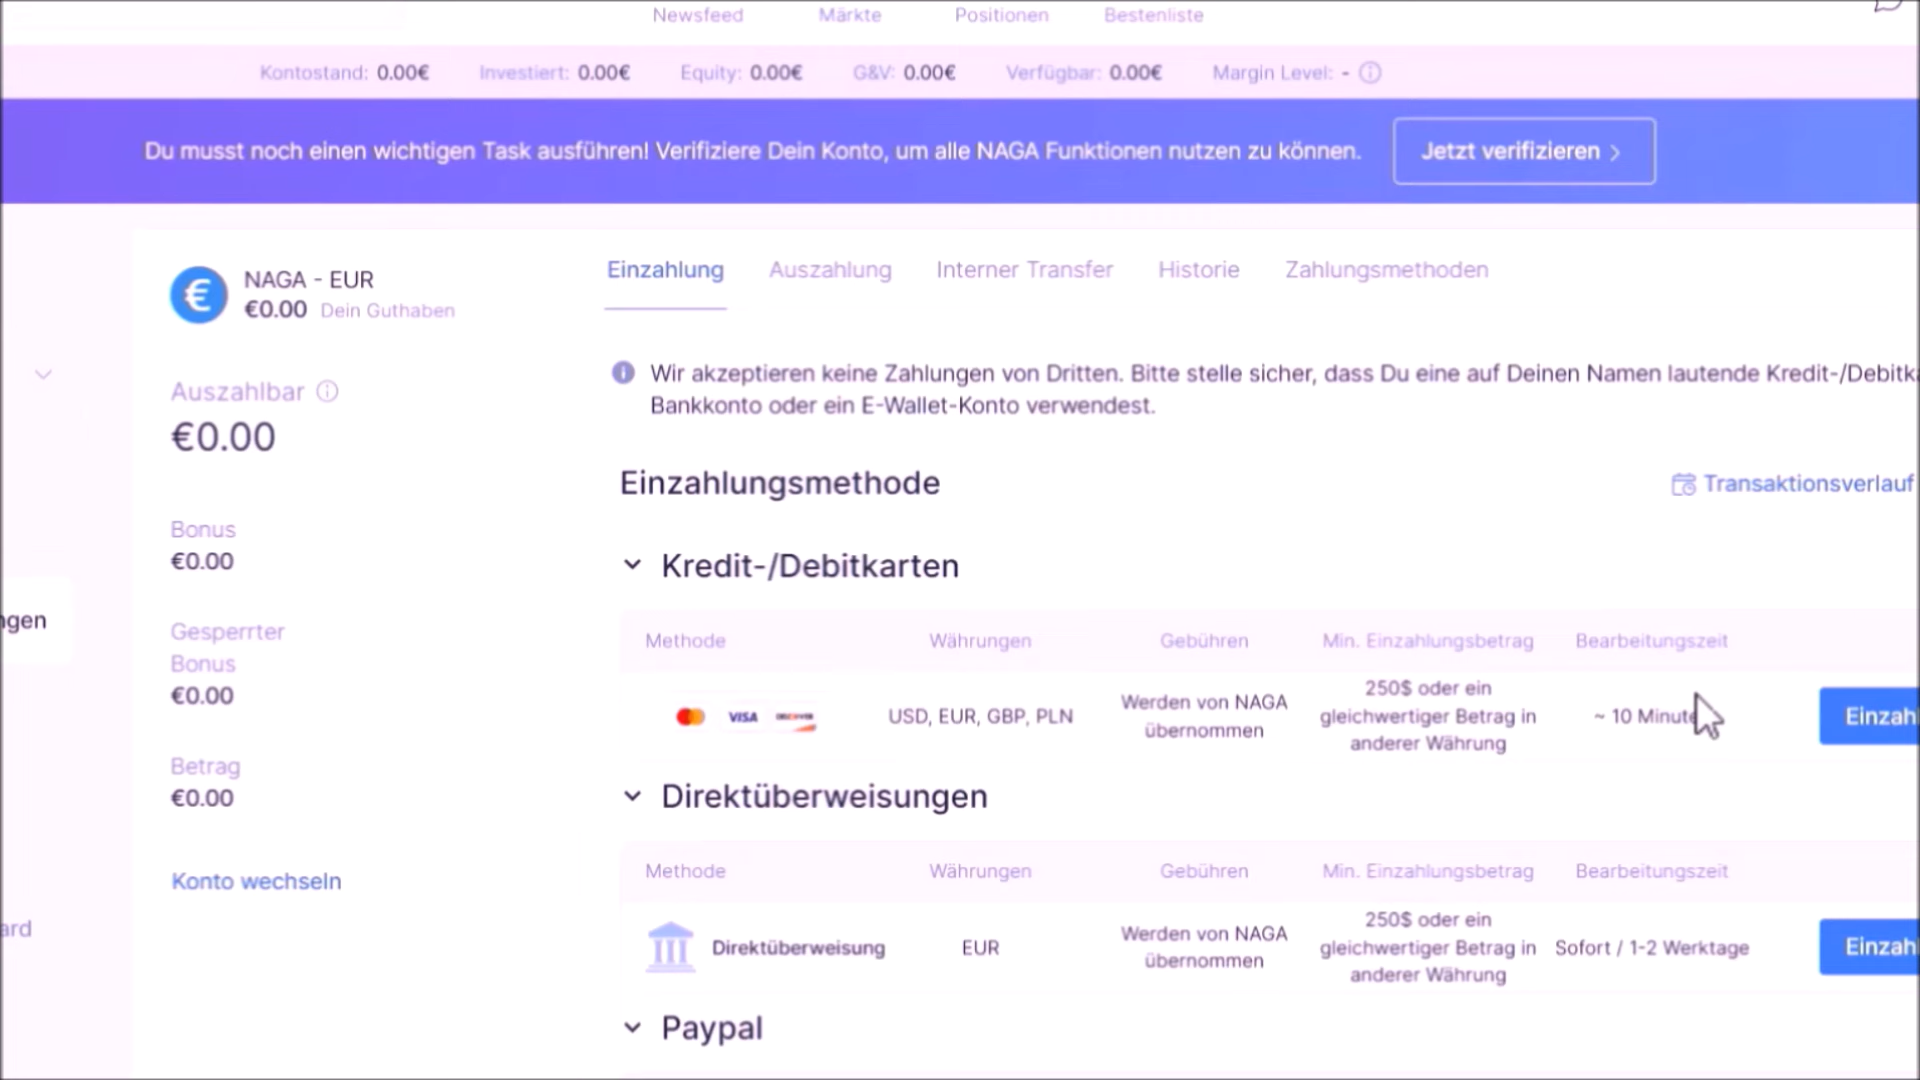 Newsfeed Märkte Positionen Bestenliste
Kontostand: 0.00€ Investiert: 0.00€ Equity: 0.00€ G&V: 0.00€ Verfügbar: 0.00€ Margin Level: -
Du musst noch einen wichtigen Task ausführen! Verifiziere Dein Konto, um alle NAGA Funktionen nutzen zu können. Jetzt verifizieren >
NAGA - EUR
€0.00 Dein Guthaben
Auszahlbar
€0.00
Bonus
€0.00
Gesperrter
Bonus
€0.00
Betrag
€0.00
Konto wechseln
ngen
ard
Einzahlung Auszahlung Interner Transfer Historie Zahlungsmethoden
Wir akzeptieren keine Zahlungen von Dritten. Bitte stelle sicher, dass Du eine auf Deinen Namen lautende Kredit-/Debitka
Bankkonto oder ein E-Wallet-Konto verwendest.
Einzahlungsmethode Transaktionsverlauf
Kredit-/Debitkarten
Methode Währungen Gebühren Min. Einzahlungsbetrag Bearbeitungszeit
VISA DISCOVER USD, EUR, GBP, PLN
Werden von NAGA
übernommen
250$ oder ein
gleichwertiger Betrag in
anderer Währung
~ 10 Minute
Einzah
Direktüberweisungen
Methode Währungen Gebühren Min. Einzahlungsbetrag Bearbeitungszeit
Direktüberweisung EUR
Werden von NAGA
übernommen
250$ oder ein
gleichwertiger Betrag in
anderer Währung
Sofort / 1-2 Werktage
Einzah
Paypal